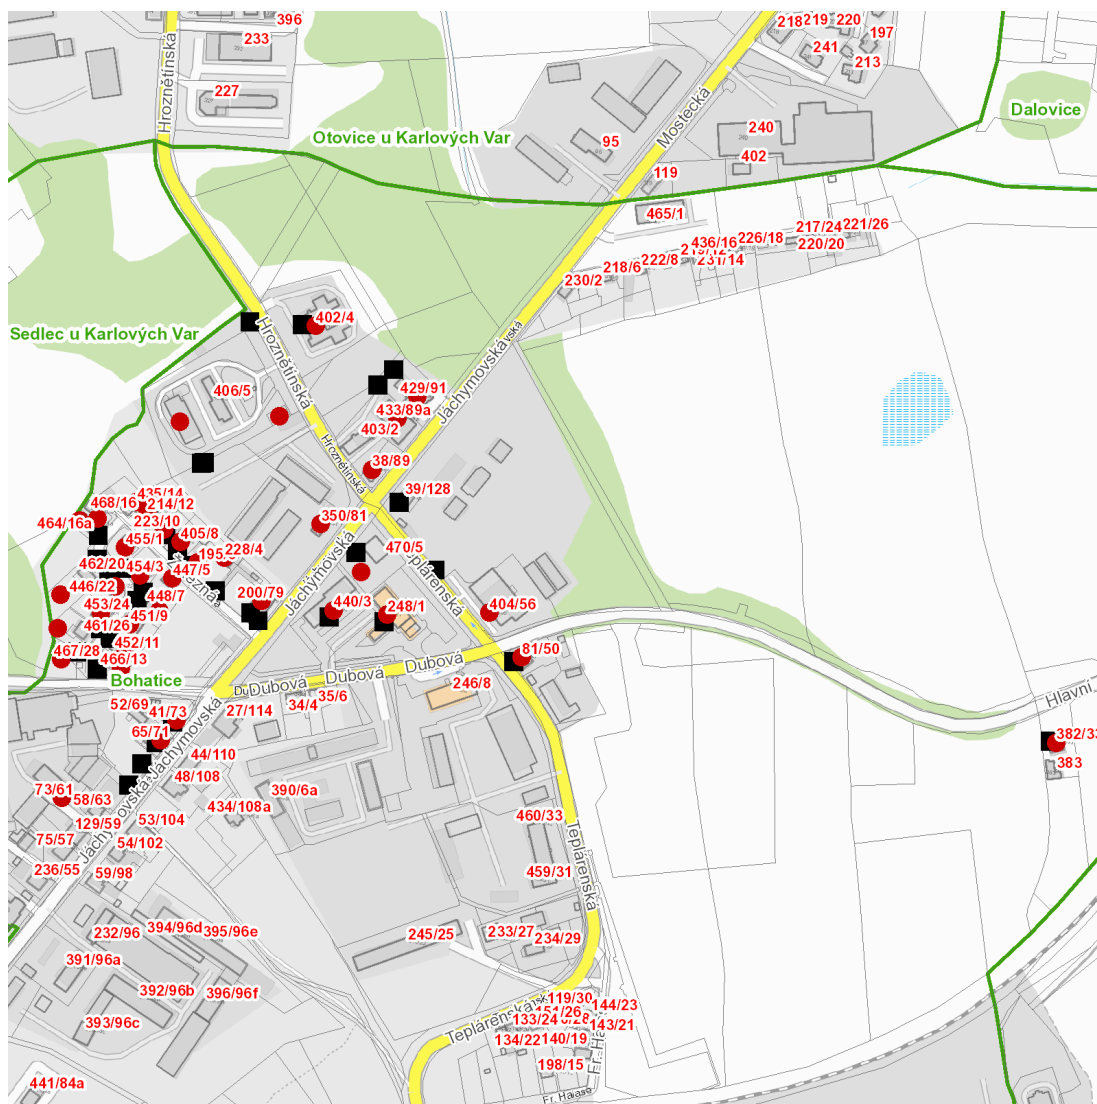 396
218
219
220
197
233
241
213
Hroznětínská
227
Mostecká
Dalovice
Otovice u Karlových Var
240
95
402
119
465/1
217/24
221/26
226/18
436/16
220/20
222/8
231/14
218/6
230/2
402/4
Sedlec u Karlových Var
Hroznětínská
Jáchymovská
406/5
429/91
433/89a
403/2
Hroznětínská
38/89
39/128
435/14
468/16
214/12
464/16a
223/10
350/81
405/8
455/1
228/4
470/5
462/20
454/3
447/5
Jáchymovská
Teplárenská
446/22
448/7
200/79
453/24
440/3
248/1
404/56
451/9
461/26
452/11
467/28
466/13
81/50
Bohatice
Dubová
Dubová
Dubová
246/8
35/6
34/4
52/69
27/114
Hlavní
41/73
65/71
382/33
383
44/110
Jáchymovská
48/108
73/61
58/63
390/6a
434/108a
129/59
53/104
460/33
75/57
54/102
Teplárenská
236/55
59/98
459/31
232/96
394/96d
395/96e
245/25
233/27
234/29
391/96a
392/96b
396/96f
119/30
144/23
Teplárenská
133/24
143/21
393/96c
134/22
140/19
198/15
441/84a
Fr. Halase